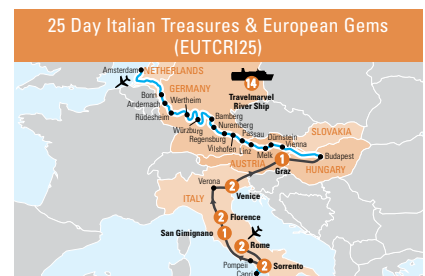 25 Day Italian Treasures & European Gems
(EUTCRI25)
Amsterdam
NETHERLANDS
GERMANY
14
Travelmarvel
River Ship
Bonn
Andernach
Wertheim
Rüdesheim
Würzburg
Bamberg
Nuremberg
Regensburg
Passau
Vilshofen
Linz
Dürnstein
Melk
Vienna
SLOVAKIA
Budapest
AUSTRIA
1
Graz
HUNGARY
Verona
2
Venice
ITALY
2
Florence
San Gimignano
1
2
Rome
Pompeii
2
Sorrento
Capri